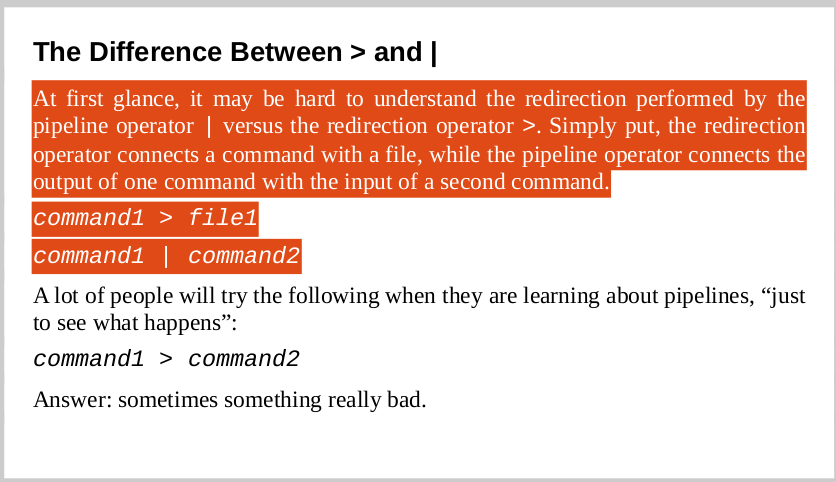 The Difference Between > and |
At first glance, it may be hard to understand the redirection performed by the
pipeline operator | versus the redirection operator >. Simply put, the redirection
operator connects a command with a file, while the pipeline operator connects the
output of one command with the input of a second command.
command1 > file1
command1 | command2
A lot of people will try the following when they are learning about pipelines, “just
to see what happens”:
command1 > command2
Answer: sometimes something really bad.